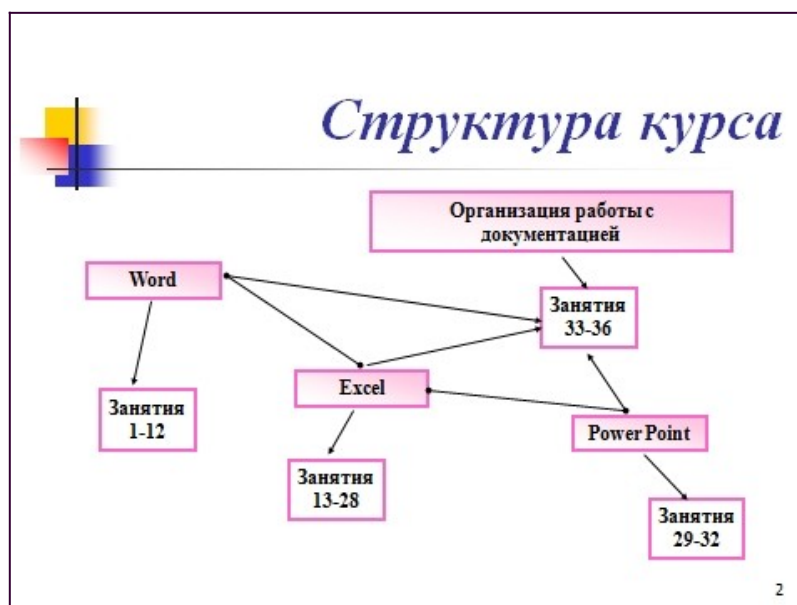 Структура курса
Организация работы с
документацией
Word
Занятия
33-36
Excel
Занятия
1-12
Power Point
Занятия
13-28
Занятия
29-32
2